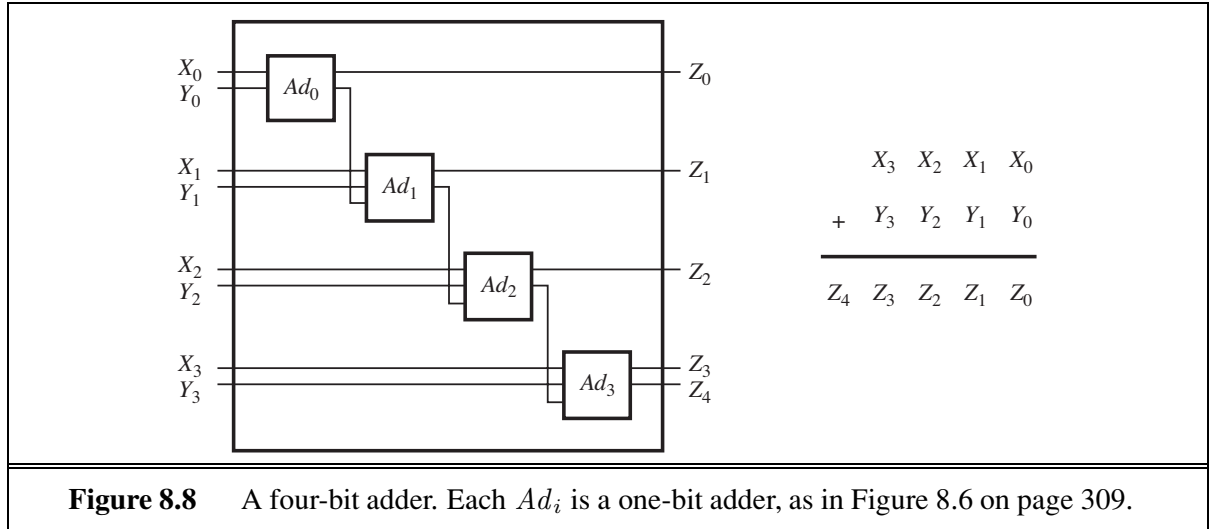 X0
Y0
Ad0
Z0
X1
Y1
Ad1
Z1
X2
Y2
Ad2
Z2
X3
Y3
Ad3
Z3
Z4
X3 X2 X1 X0
+ Y3 Y2 Y1 Y0
Z4 Z3 Z2 Z1 Z0
Figure 8.8 A four-bit adder. Each Adi is a one-bit adder, as in Figure 8.6 on page 309.